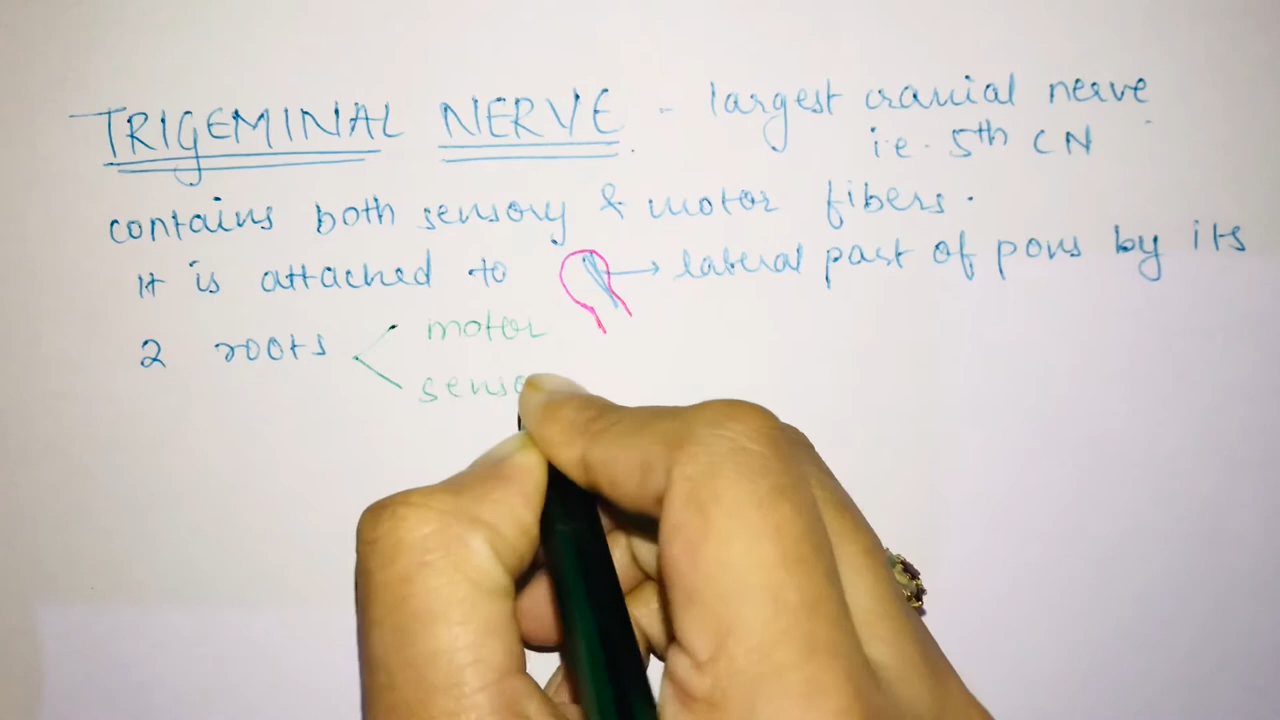 TRIGEMINAL NERVE - largest cranial nerve
i.e. 5th CN
contains both sensory & motor fibers.
It is attached to → lateral part of pons by its
2 roots
motor
senso